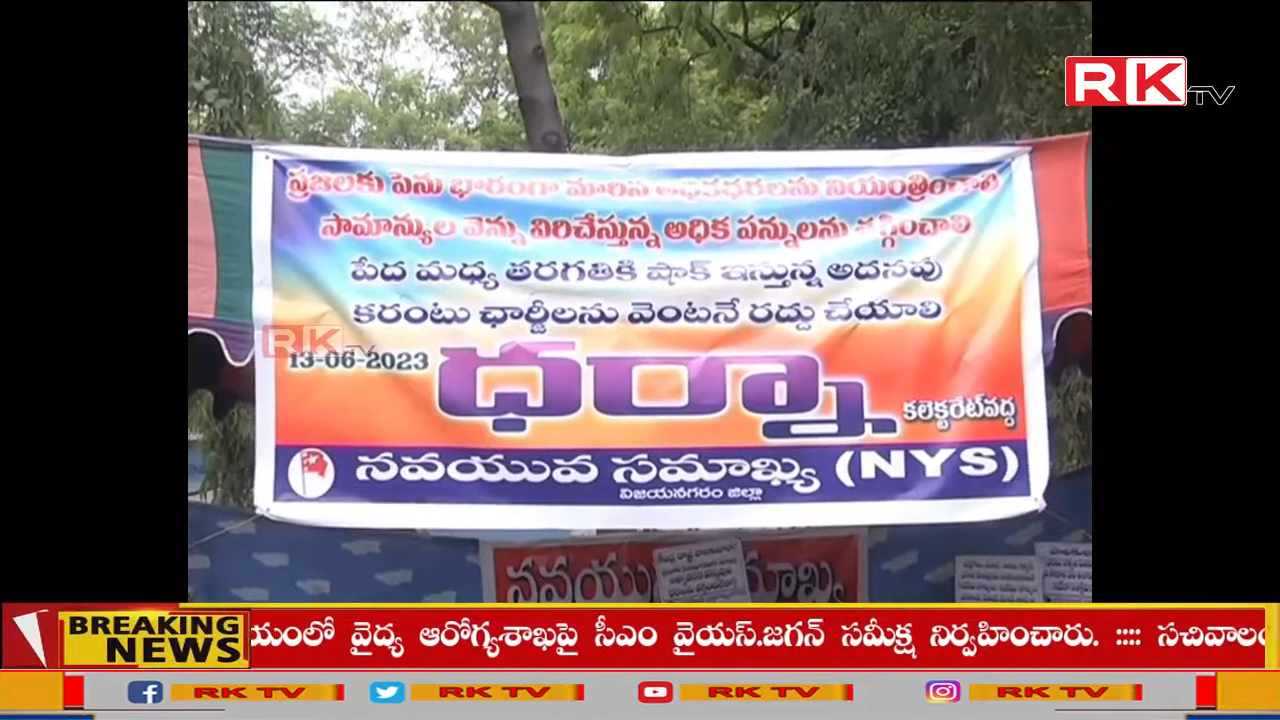 RK TV
ప్రజలకు పెను భారంగా మారిన అధికధరలను నియంత్రించాలి
సామాన్యుల వెన్ను విరిచేస్తున్న అధిక పన్నులను తగ్గించాలి
పేద మధ్య తరగతికి షాక్ ఇస్తున్న అదనపు
కరంటు ఛార్జీలను వెంటనే రద్దు చేయాలి
RK TV
13-06-2023
ధర్నా
కలెక్టరేట్‌వద్ద
నవయువ సమాఖ్య (NYS)
విజయనగరం జిల్లా
BREAKING NEWS
యంలో వైద్య ఆరోగ్యశాఖపై సీఎం వైయస్.జగన్ సమీక్ష నిర్వహించారు. :::: సచివాలయ
RK TV RK TV RK TV RK TV